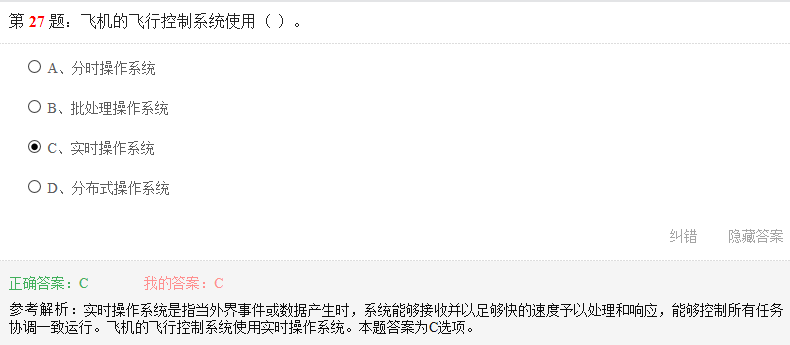 第 27 题：飞机的飞行控制系统使用（ ）。
A、分时操作系统
B、批处理操作系统
C、实时操作系统
D、分布式操作系统
纠错 隐藏答案
正确答案：C 我的答案：C
参考解析：实时操作系统是指当外界事件或数据产生时，系统能够接收并以足够快的速度予以处理和响应，能够控制所有任务
协调一致运行。飞机的飞行控制系统使用实时操作系统。本题答案为C选项。